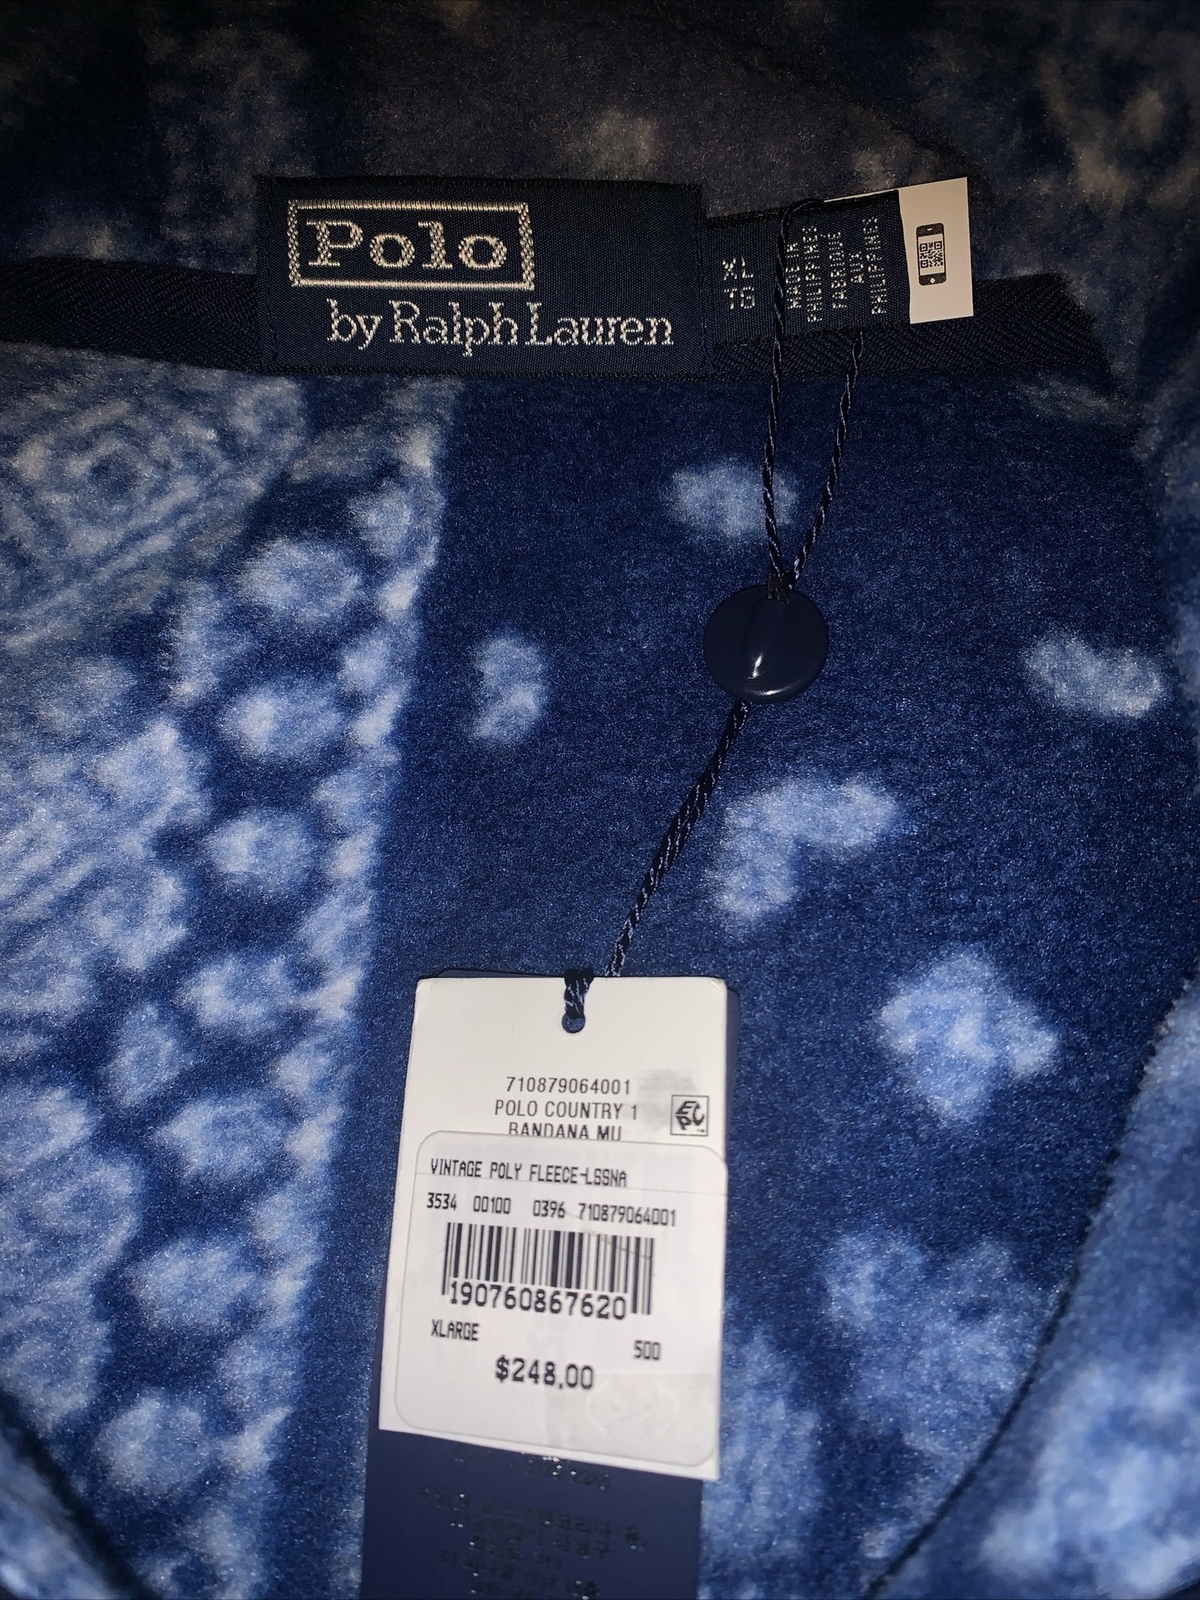 Polo
by Ralph Lauren
XL
TG
MADE IN
PHILIPPINES
FABRIQUÉ
AUX
PHILIPPINES
710879064001
POLO COUNTRY 1
BANDANA MU
VINTAGE POLY FLEECE-LSSNA
3534 00100 0396 710879064001
190760867620
XLARGE
500
$248.00